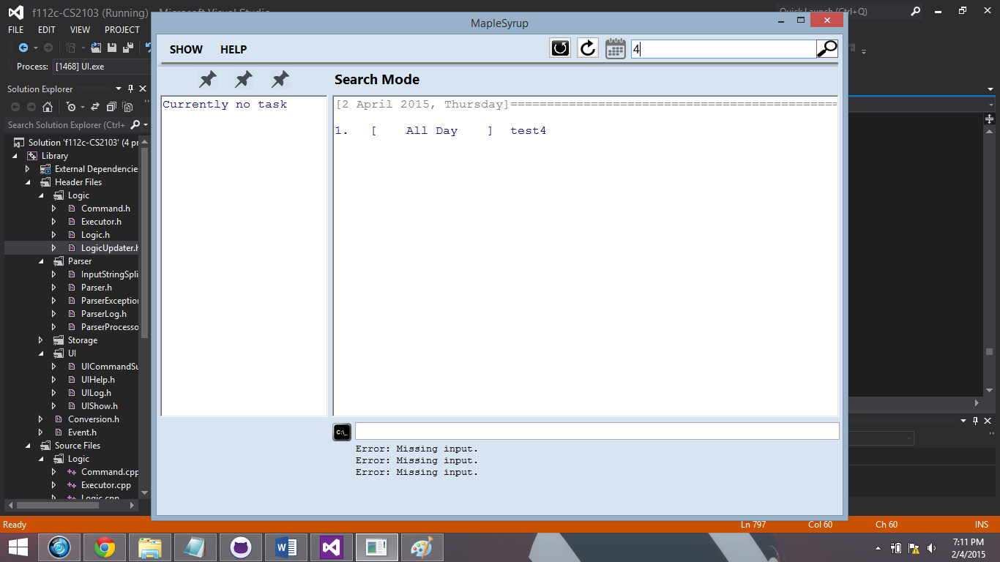 f112c-CS2103 (Running) - Microsoft Visual Studio
Quick Launch (Ctrl+Q)
FILE EDIT VIEW PROJECT
Process: [1468] UI.exe
Solution Explorer
Search Solution Explorer (Ctrl+
Solution 'f112c-CS2103' (4 pr
Library
External Dependencie
Header Files
Logic
Command.h
Executor.h
Logic.h
LogicUpdater.h
Parser
InputStringSpli
Parser.h
ParserException
ParserLog.h
ParserProcesso
Storage
UI
UICommandSu
UIHelp.h
UILog.h
UIShow.h
Conversion.h
Event.h
Source Files
Logic
Command.cpp
Executor.cpp
Logic.cpp
MapleSyrup
SHOW HELP
4
Search Mode
Currently no task
[2 April 2015, Thursday]=============================================
1. [ All Day ] test4
C:\_
Error: Missing input.
Error: Missing input.
Error: Missing input.
Ready Ln 797 Col 60 Ch 60 INS
7:11 PM
2/4/2015